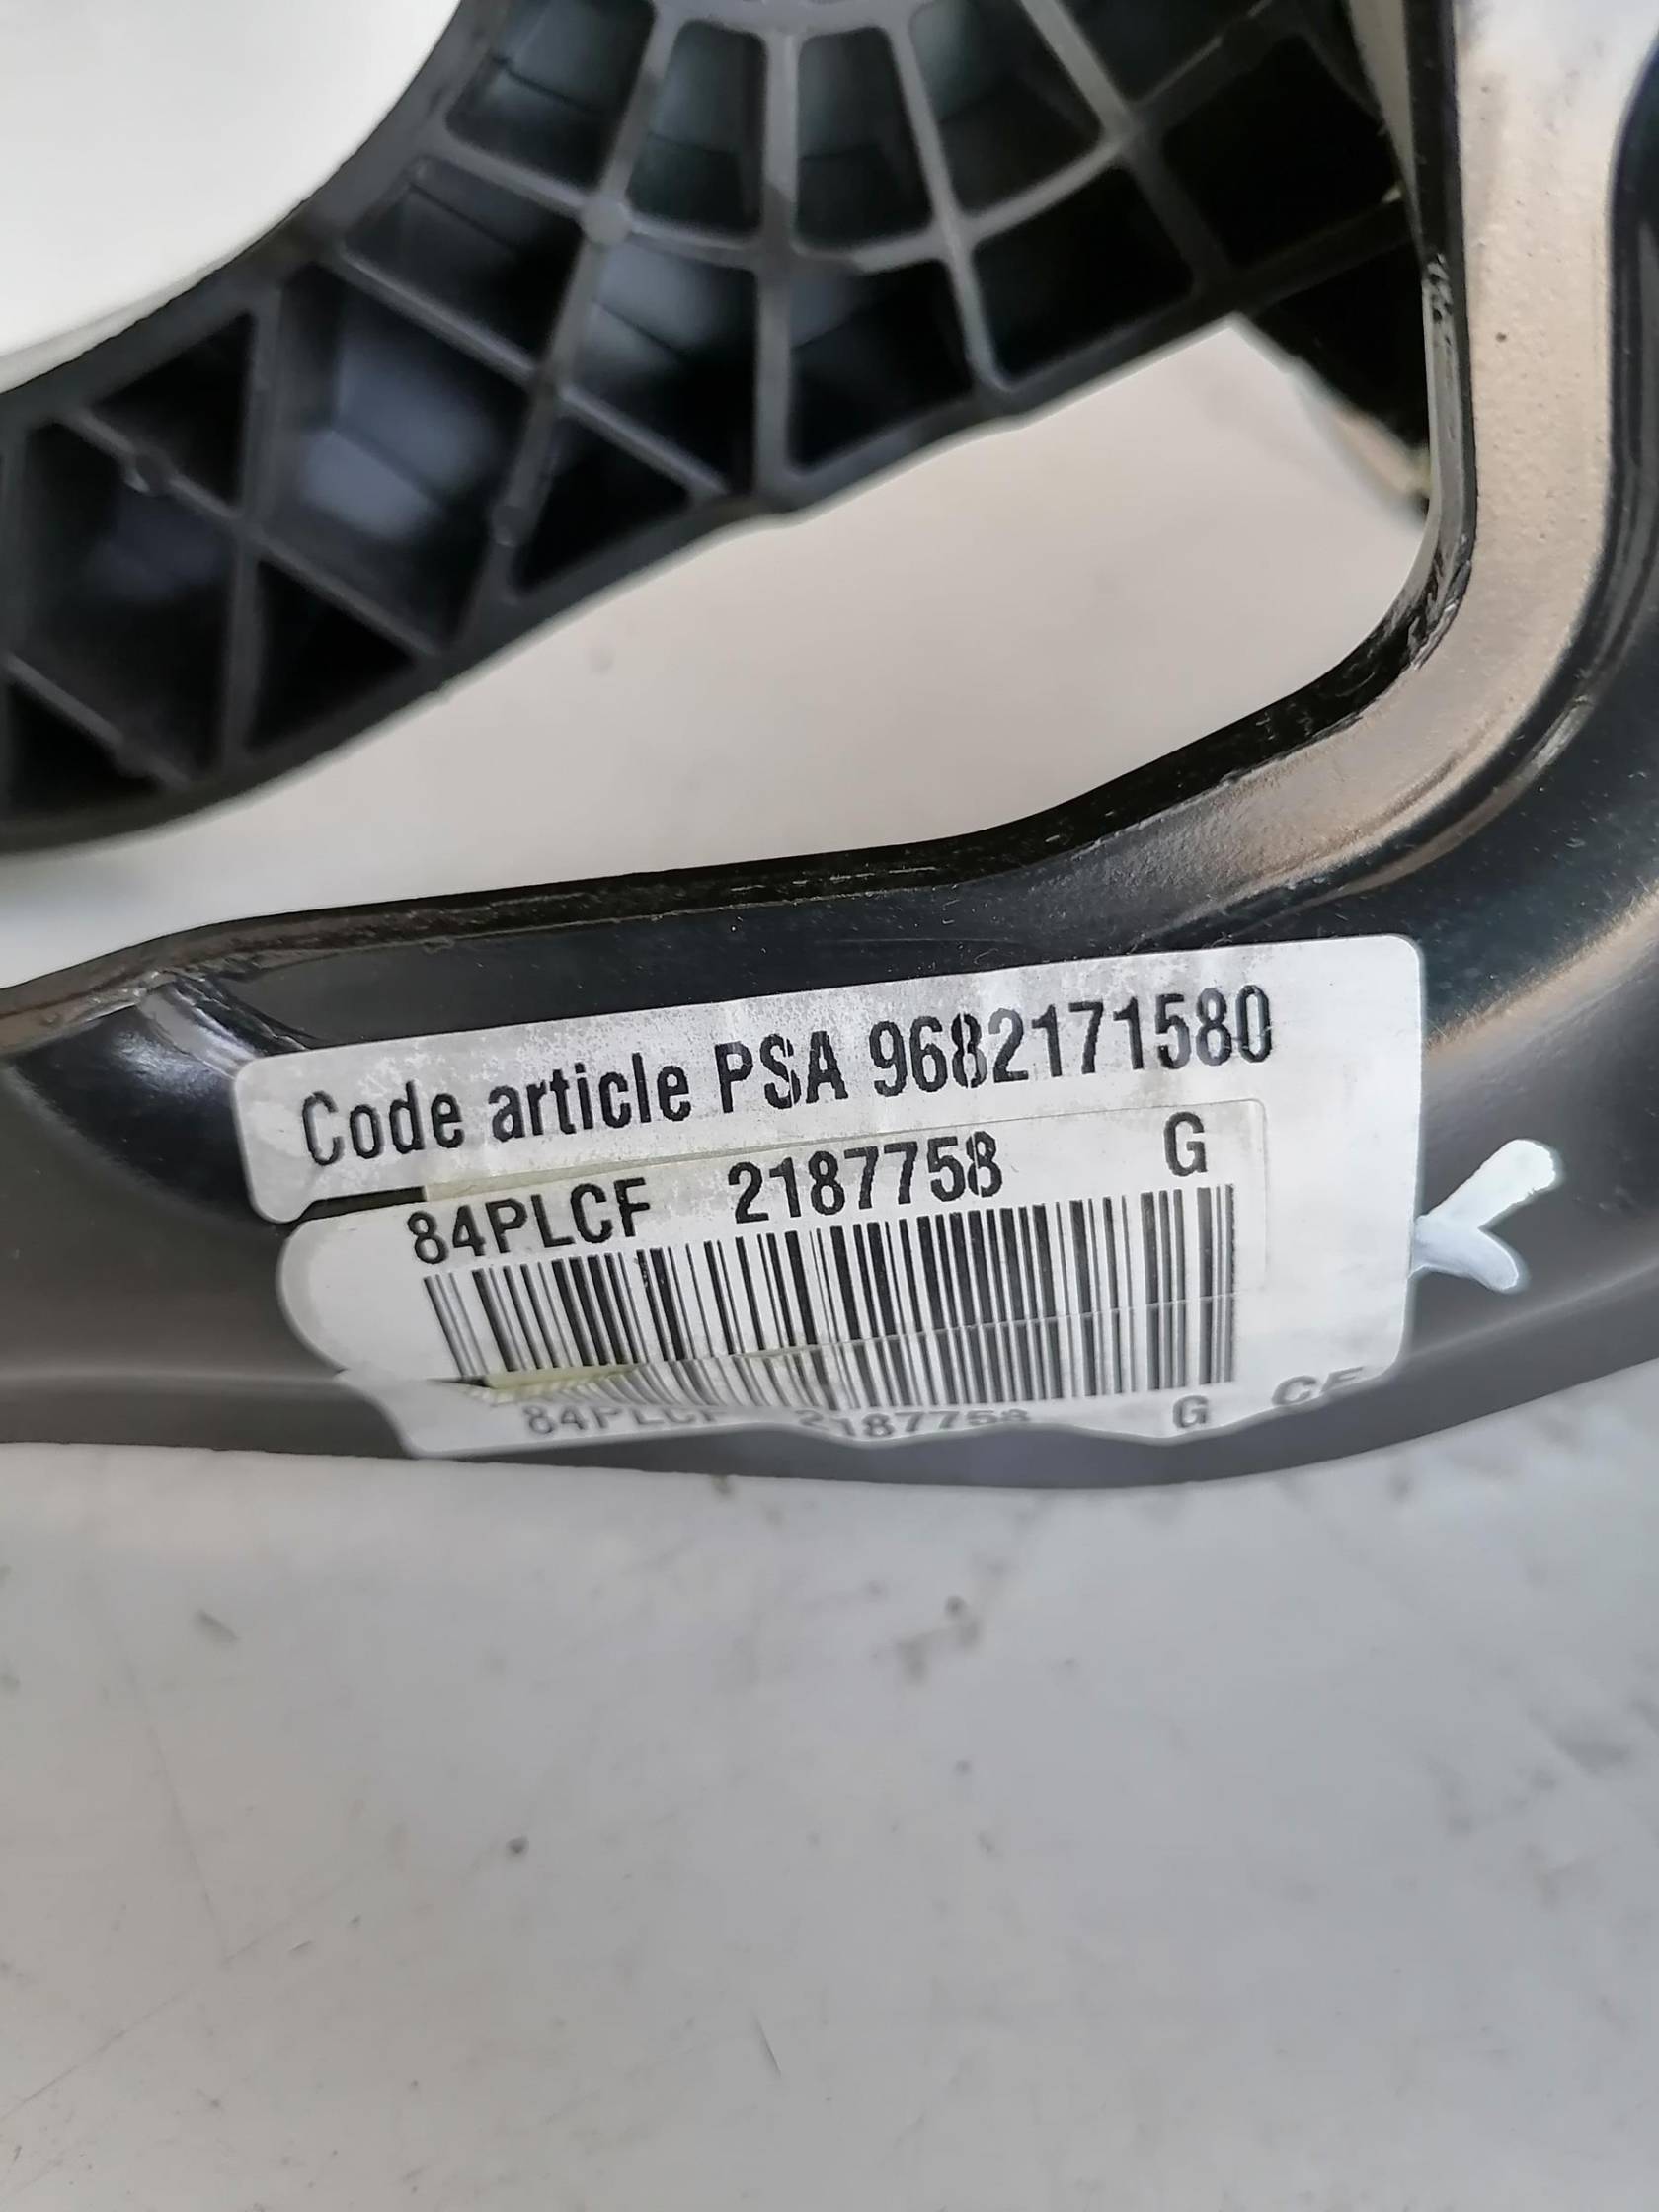 Code article PSA 9682171580
84PLCF 2187758 G
84PLCF 2187758 G CF